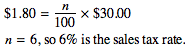 $1.80 = n/100 × $30.00
n = 6, so 6% is the sales tax rate.